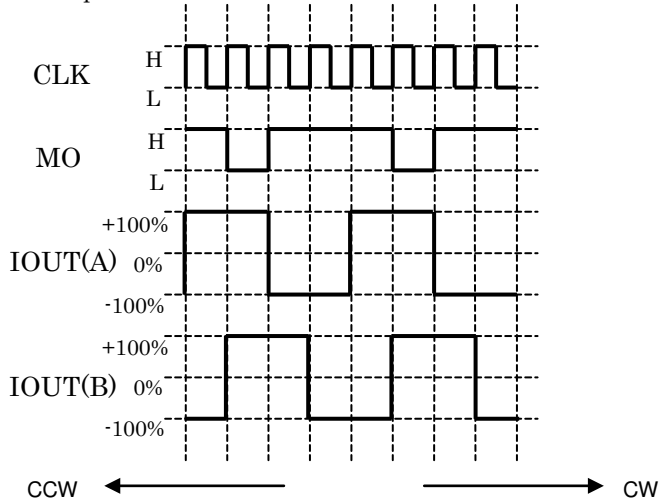 CLK
H
L
MO
H
L
IOUT(A)
+100%
0%
-100%
IOUT(B)
+100%
0%
-100%
CCW
CW